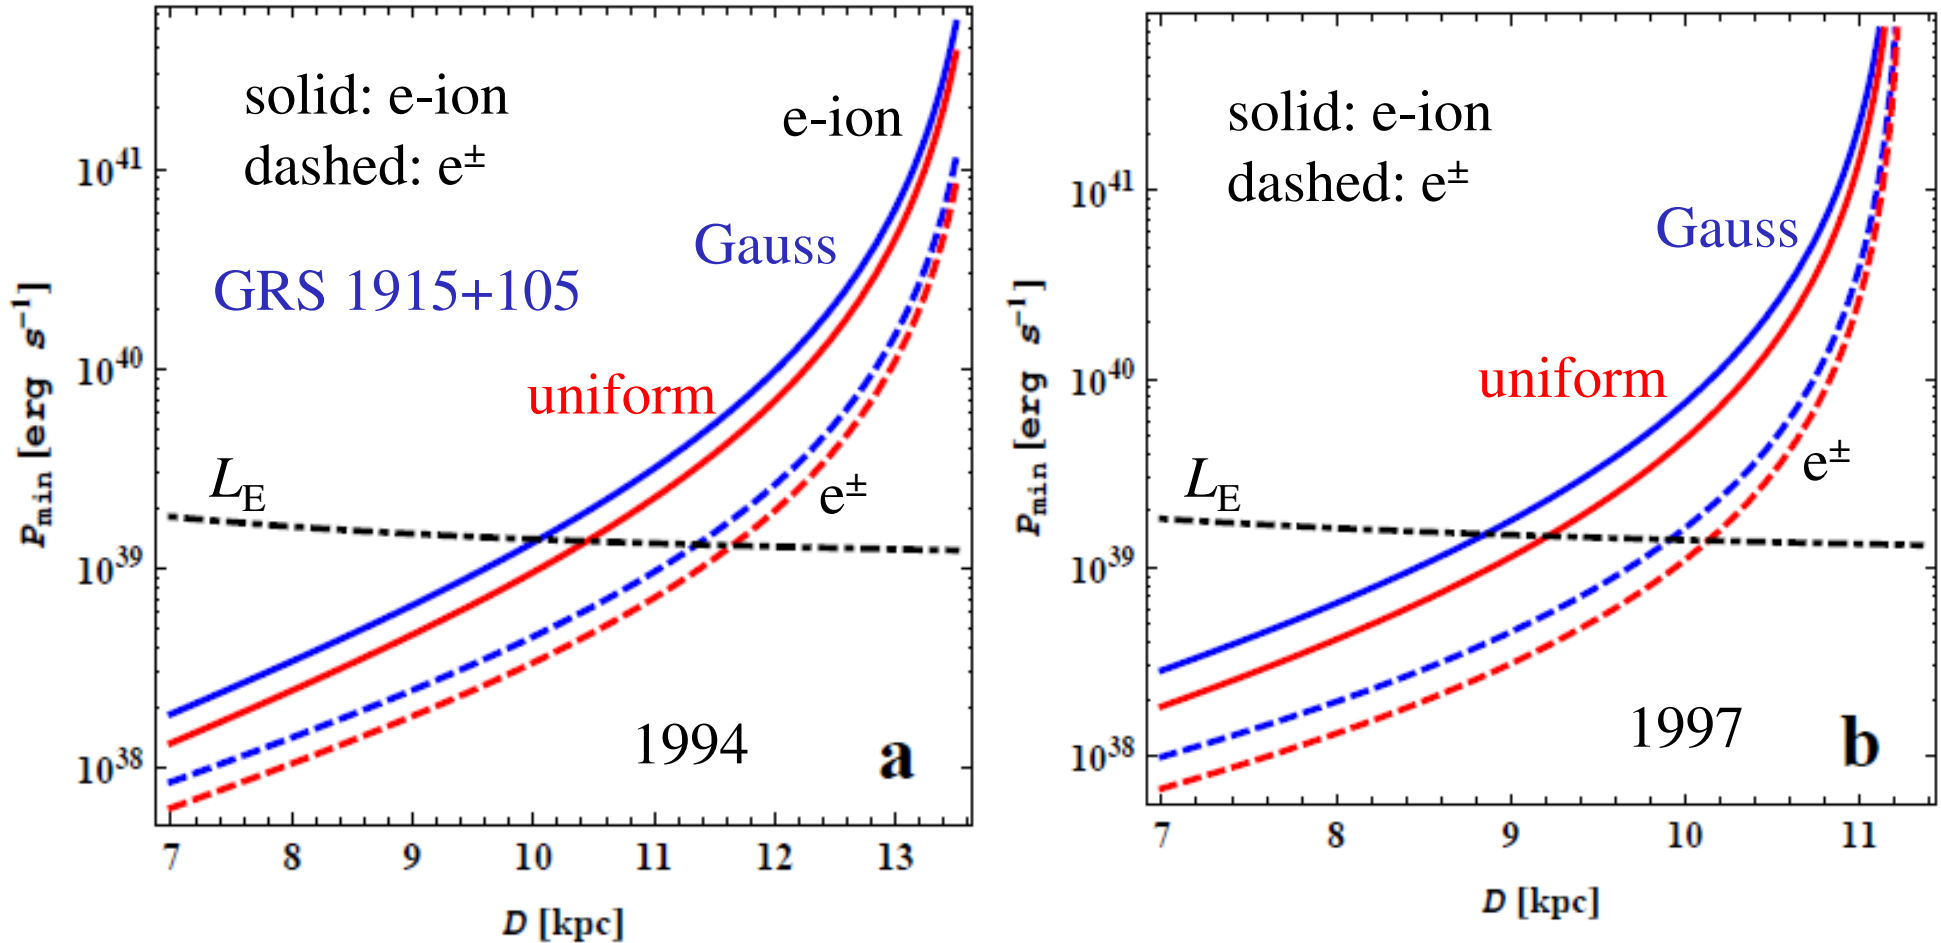 solid: e-ion
dashed: e±
e-ion
Gauss
GRS 1915+105
uniform
L_E
e±
1994
a
10^41
10^40
10^39
10^38
P_min [erg s^-1]
7 8 9 10 11 12 13
D [kpc]
solid: e-ion
dashed: e±
Gauss
uniform
e±
L_E
1997
b
10^41
10^40
10^39
10^38
P_min [erg s^-1]
7 8 9 10 11
D [kpc]